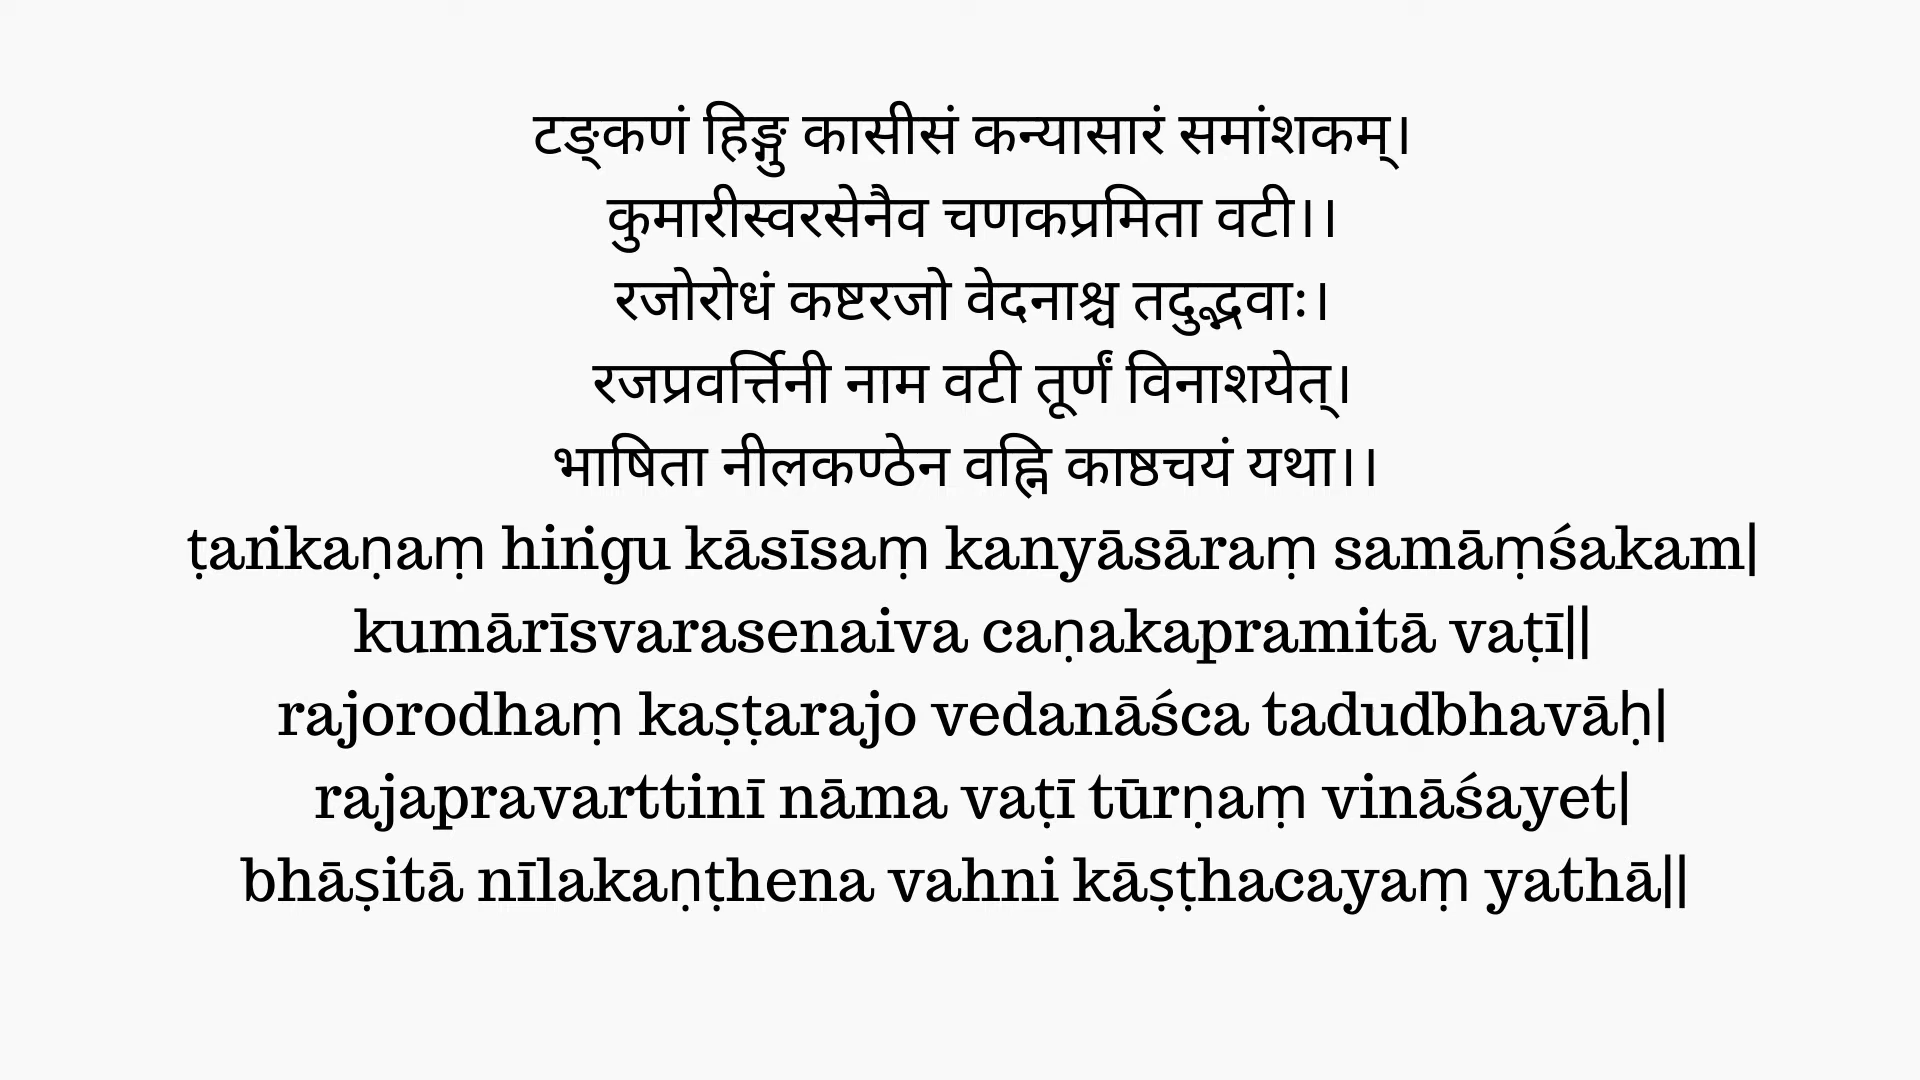 टङ्कणं हिङ्गु कासीसं कन्यासारं समांशकम्।
कुमारीस्वरसेनैव चणकप्रमिता वटी।।
रजोरोधं कष्टरजो वेदनाश्च तदुद्भवाः।
रजप्रवर्त्तिनी नाम वटी तूर्णं विनाशयेत्।
भाषिता नीलकण्ठेन वह्नि काष्ठचयं यथा।।
ṭaṅkaṇaṃ hiṅgu kāsīsaṃ kanyāsāraṃ samāṃśakam|
kumārīsvarasenaiva caṇakapramitā vaṭī||
rajorodhaṃ kaṣṭarajo vedanāśca tadudbhavāḥ|
rajapravarttinī nāma vaṭī tūrṇaṃ vināśayet|
bhāṣitā nīlakaṇṭhena vahni kāṣṭhacayaṃ yathā||